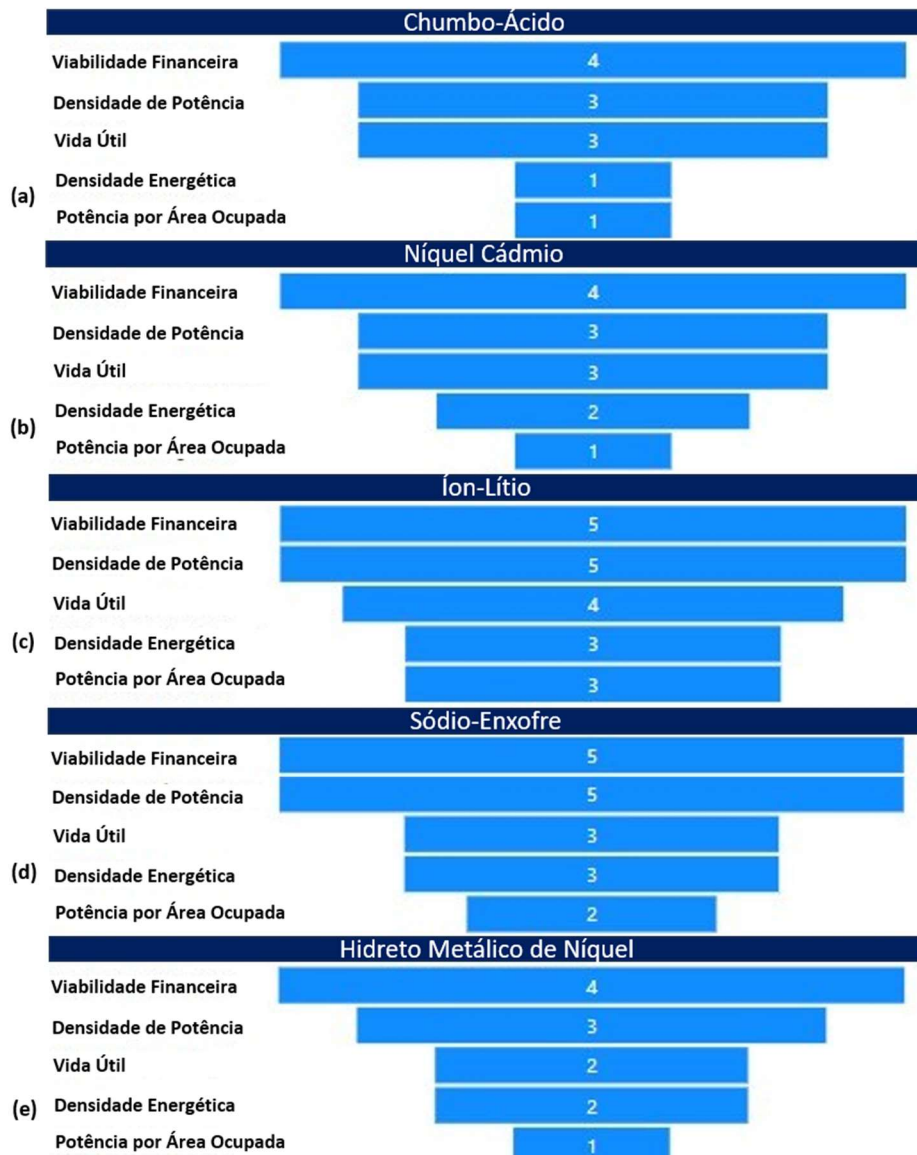 Chumbo-Ácido
Viabilidade Financeira 4
Densidade de Potência 3
Vida Útil 3
Densidade Energética 1
(a)
Potência por Área Ocupada 1
Níquel Cádmio
Viabilidade Financeira 4
Densidade de Potência 3
Vida Útil 3
Densidade Energética 2
(b)
Potência por Área Ocupada 1
Íon-Lítio
Viabilidade Financeira 5
Densidade de Potência 5
Vida Útil 4
(c) Densidade Energética 3
Potência por Área Ocupada 3
Sódio-Enxofre
Viabilidade Financeira 5
Densidade de Potência 5
Vida Útil 3
(d) Densidade Energética 3
Potência por Área Ocupada 2
Hidreto Metálico de Níquel
Viabilidade Financeira 4
Densidade de Potência 3
Vida Útil 2
(e) Densidade Energética 2
Potência por Área Ocupada 1